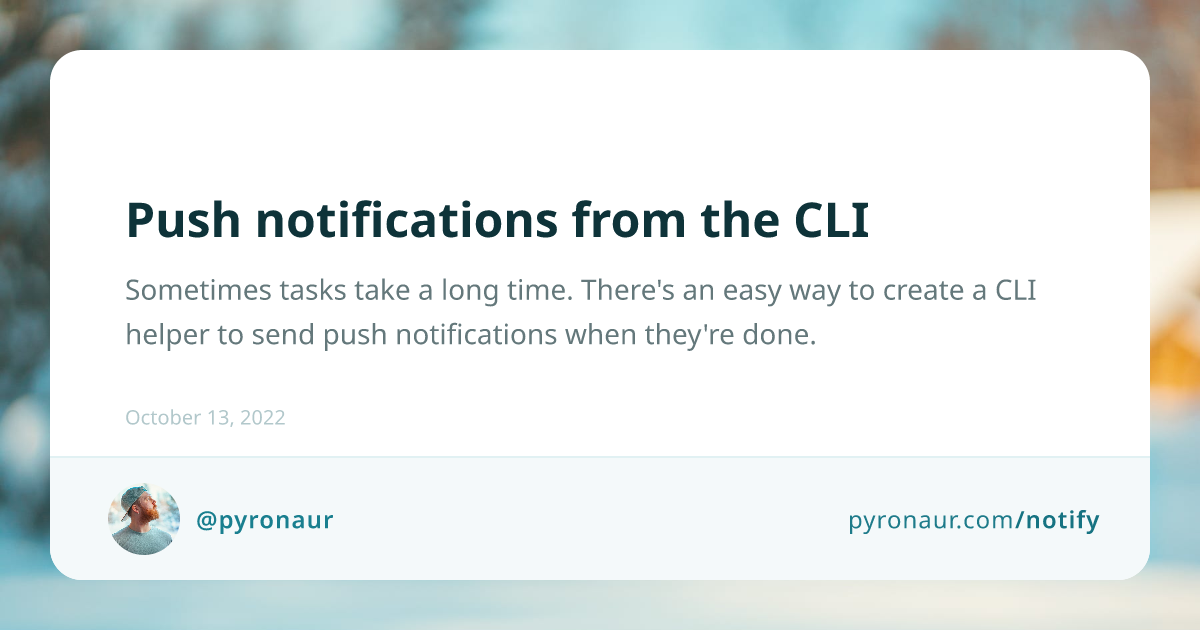 Push notifications from the CLI
Sometimes tasks take a long time. There's an easy way to create a CLI
helper to send push notifications when they're done.
October 13, 2022
@pyronaur
pyronaur.com/notify